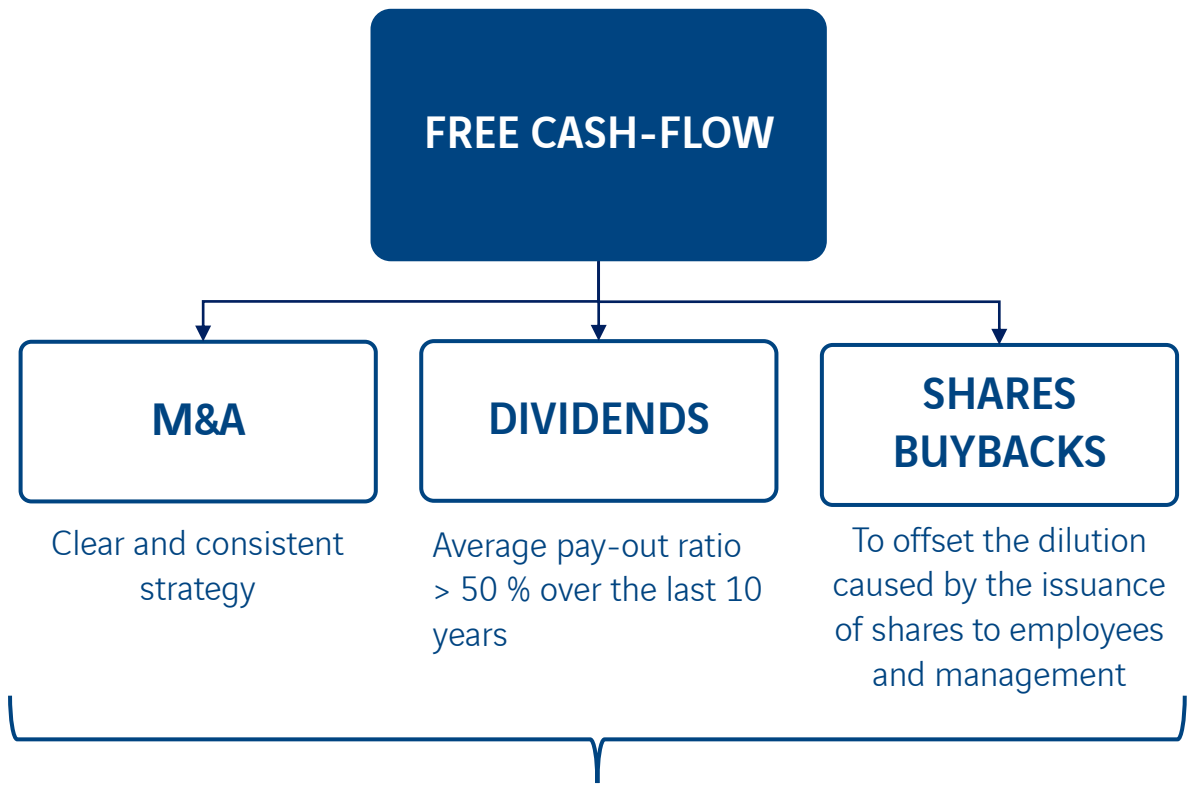 FREE CASH-FLOW
M&A
Clear and consistent
strategy
DIVIDENDS
Average pay-out ratio
> 50 % over the last 10
years
SHARES
BUYBACKS
To offset the dilution
caused by the issuance
of shares to employees
and management